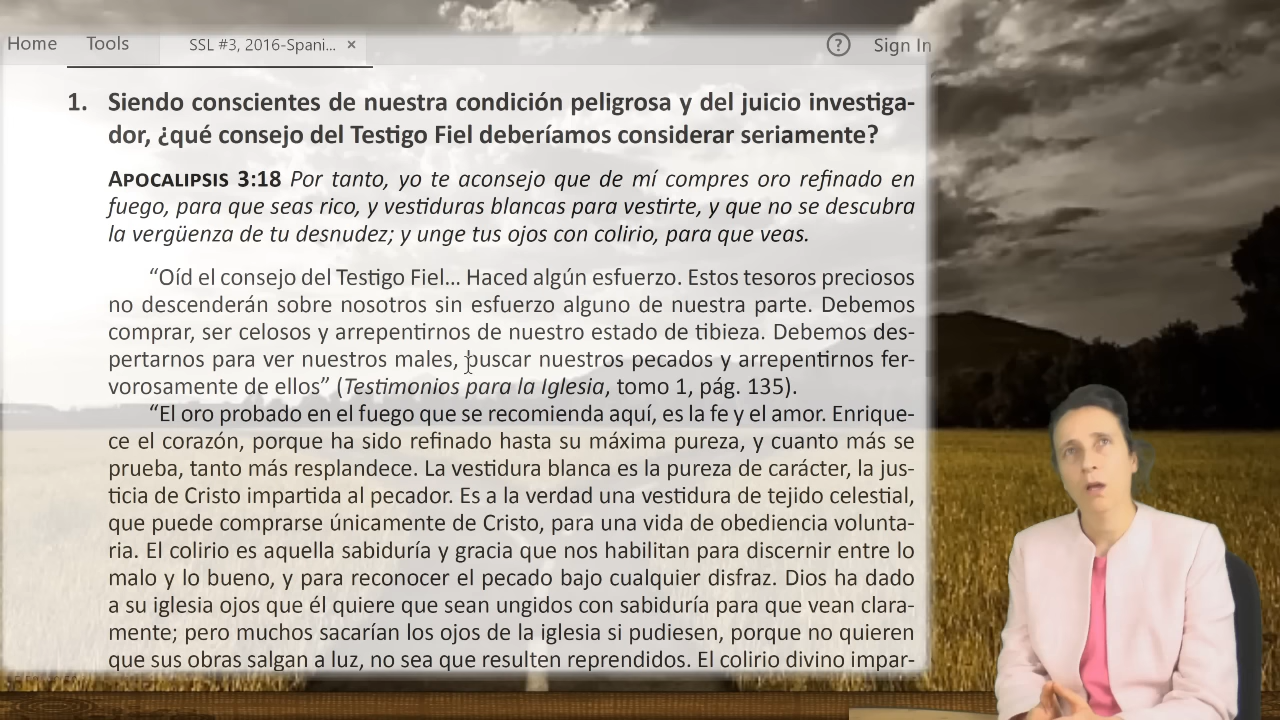 Home Tools SSL #3, 2016-Spani... × ? Sign In
1. Siendo conscientes de nuestra condición peligrosa y del juicio investiga-
dor, ¿qué consejo del Testigo Fiel deberíamos considerar seriamente?
APOCALIPSIS 3:18 Por tanto, yo te aconsejo que de mí compres oro refinado en
fuego, para que seas rico, y vestiduras blancas para vestirte, y que no se descubra
la vergüenza de tu desnudez; y unge tus ojos con colirio, para que veas.
“Oíd el consejo del Testigo Fiel... Haced algún esfuerzo. Estos tesoros preciosos
no descenderán sobre nosotros sin esfuerzo alguno de nuestra parte. Debemos
comprar, ser celosos y arrepentirnos de nuestro estado de tibieza. Debemos des-
pertarnos para ver nuestros males, buscar nuestros pecados y arrepentirnos fer-
vorosamente de ellos” (Testimonios para la Iglesia, tomo 1, pág. 135).
“El oro probado en el fuego que se recomienda aquí, es la fe y el amor. Enrique-
ce el corazón, porque ha sido refinado hasta su máxima pureza, y cuanto más se
prueba, tanto más resplandece. La vestidura blanca es la pureza de carácter, la jus-
ticia de Cristo impartida al pecador. Es a la verdad una vestidura de tejido celestial,
que puede comprarse únicamente de Cristo, para una vida de obediencia volunta-
ria. El colirio es aquella sabiduría y gracia que nos habilitan para discernir entre lo
malo y lo bueno, y para reconocer el pecado bajo cualquier disfraz. Dios ha dado
a su iglesia ojos que él quiere que sean ungidos con sabiduría para que vean clara-
mente; pero muchos sacarían los ojos de la iglesia si pudiesen, porque no quieren
que sus obras salgan a luz, no sea que resulten reprendidos. El colirio divino impar-